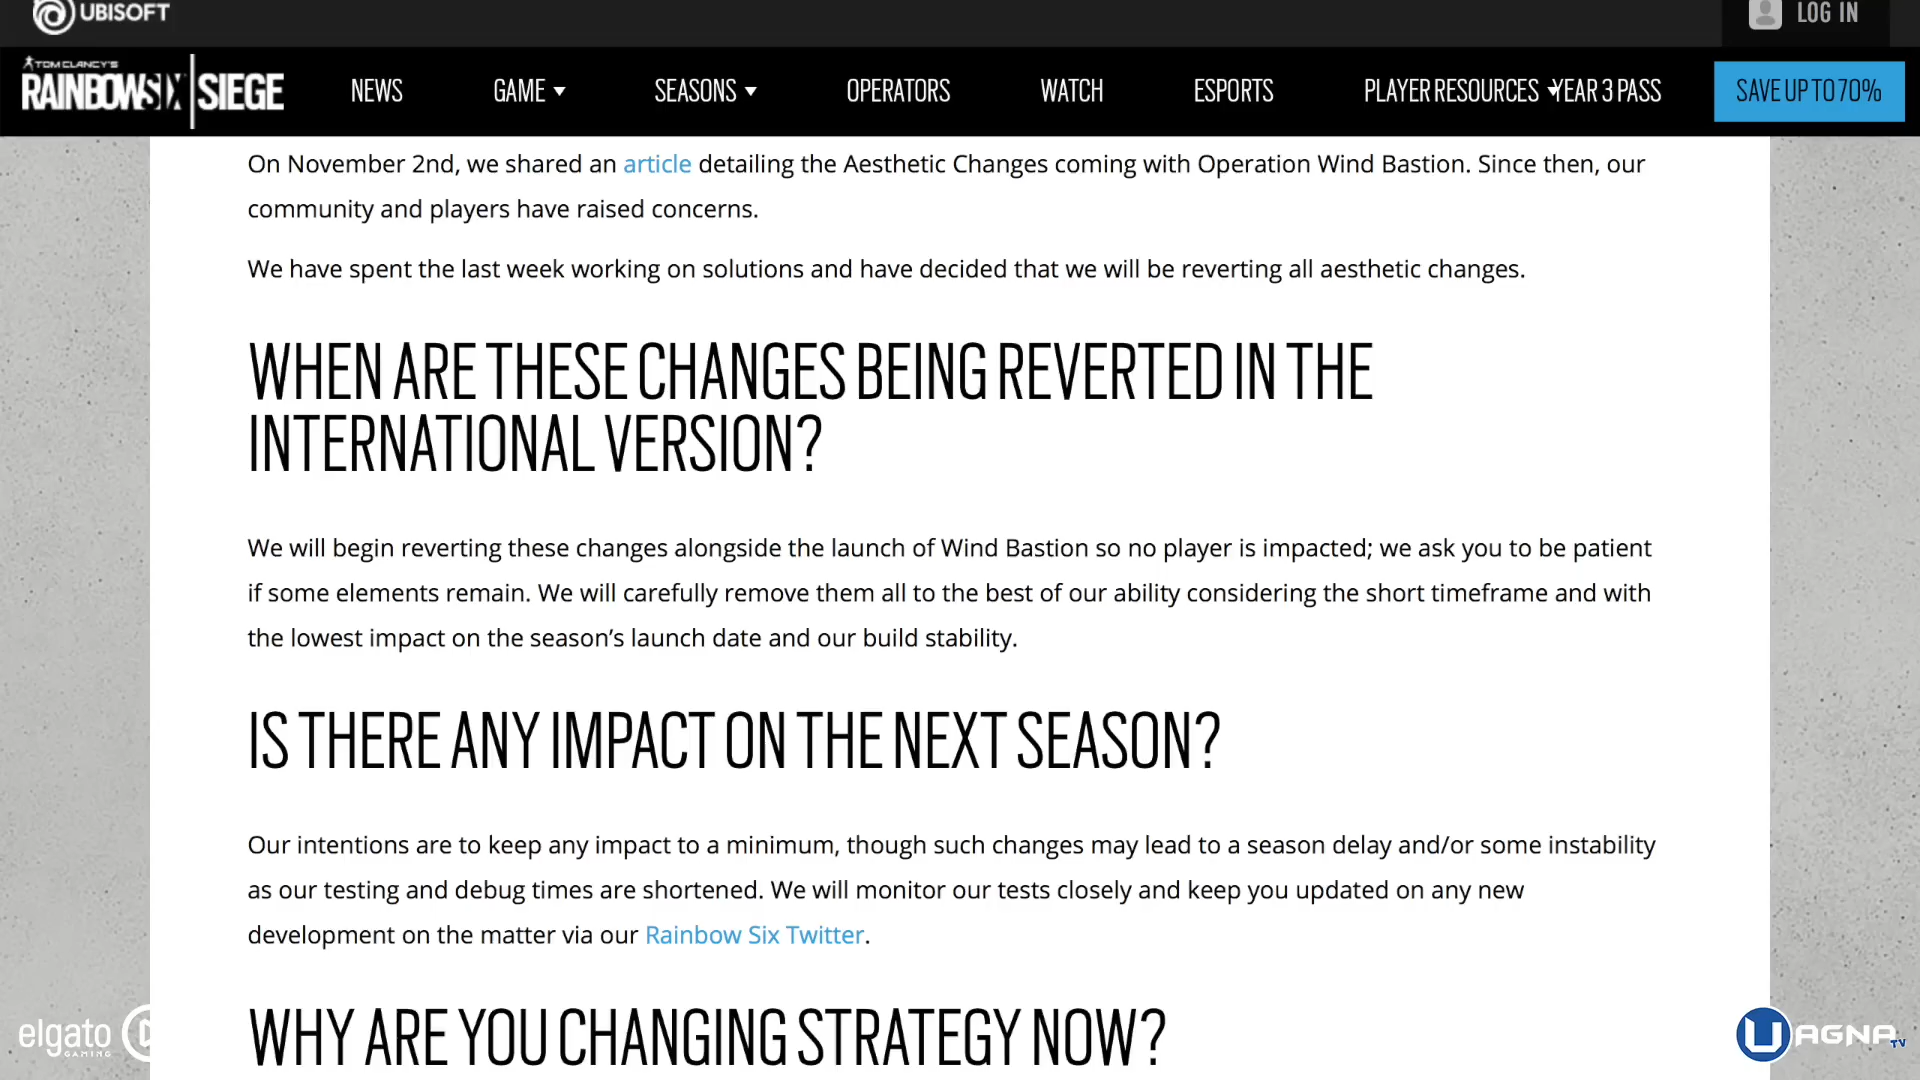 UBISOFT
LOG IN
TOM CLANCY'S
RAINBOWSIX SIEGE
NEWS
GAME
SEASONS
OPERATORS
WATCH
ESPORTS
PLAYER RESOURCES
YEAR 3 PASS
SAVE UP TO 70%
On November 2nd, we shared an article detailing the Aesthetic Changes coming with Operation Wind Bastion. Since then, our
community and players have raised concerns.
We have spent the last week working on solutions and have decided that we will be reverting all aesthetic changes.
WHEN ARE THESE CHANGES BEING REVERTED IN THE
INTERNATIONAL VERSION?
We will begin reverting these changes alongside the launch of Wind Bastion so no player is impacted; we ask you to be patient
if some elements remain. We will carefully remove them all to the best of our ability considering the short timeframe and with
the lowest impact on the season’s launch date and our build stability.
IS THERE ANY IMPACT ON THE NEXT SEASON?
Our intentions are to keep any impact to a minimum, though such changes may lead to a season delay and/or some instability
as our testing and debug times are shortened. We will monitor our tests closely and keep you updated on any new
development on the matter via our Rainbow Six Twitter.
WHY ARE YOU CHANGING STRATEGY NOW?
elgato
GAMING
UAGNA TV